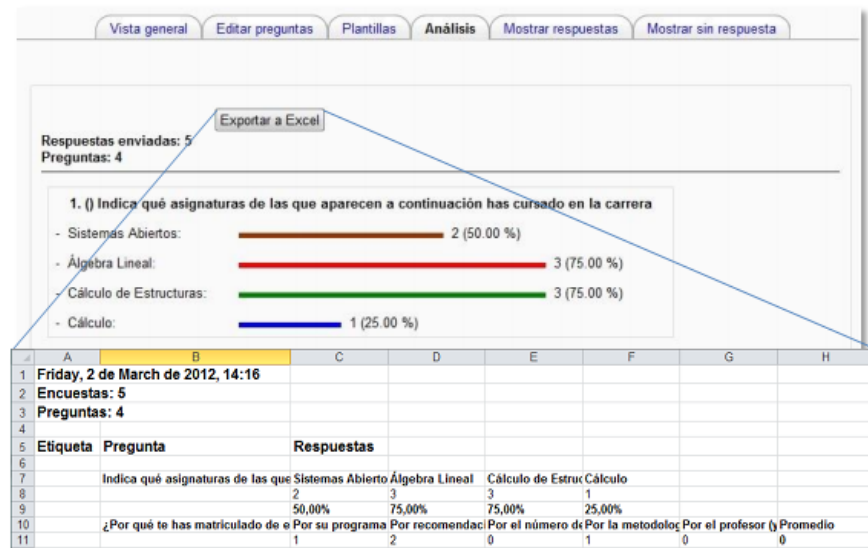 Vista general Editar preguntas Plantillas Análisis Mostrar respuestas Mostrar sin respuesta
Exportar a Excel
Respuestas enviadas: 5
Preguntas: 4
1. () Indica qué asignaturas de las que aparecen a continuación has cursado en la carrera
- Sistemas Abiertos: 2 (50.00 %)
- Álgebra Lineal: 3 (75.00 %)
- Cálculo de Estructuras: 3 (75.00 %)
- Cálculo: 1 (25.00 %)
A B C D E F G H
1 Friday, 2 de March de 2012, 14:16
2 Encuestas: 5
3 Preguntas: 4
4
5 Etiqueta Pregunta Respuestas
6
7 Indica qué asignaturas de las que Sistemas Abierto Álgebra Lineal Cálculo de Estruc Cálculo
8 2 3 3 1
9 50,00% 75,00% 75,00% 25,00%
10 ¿Por qué te has matriculado de e Por su programa Por recomendaci Por el número de Por la metodolog Por el profesor (y Promedio
11 1 2 0 1 0 0